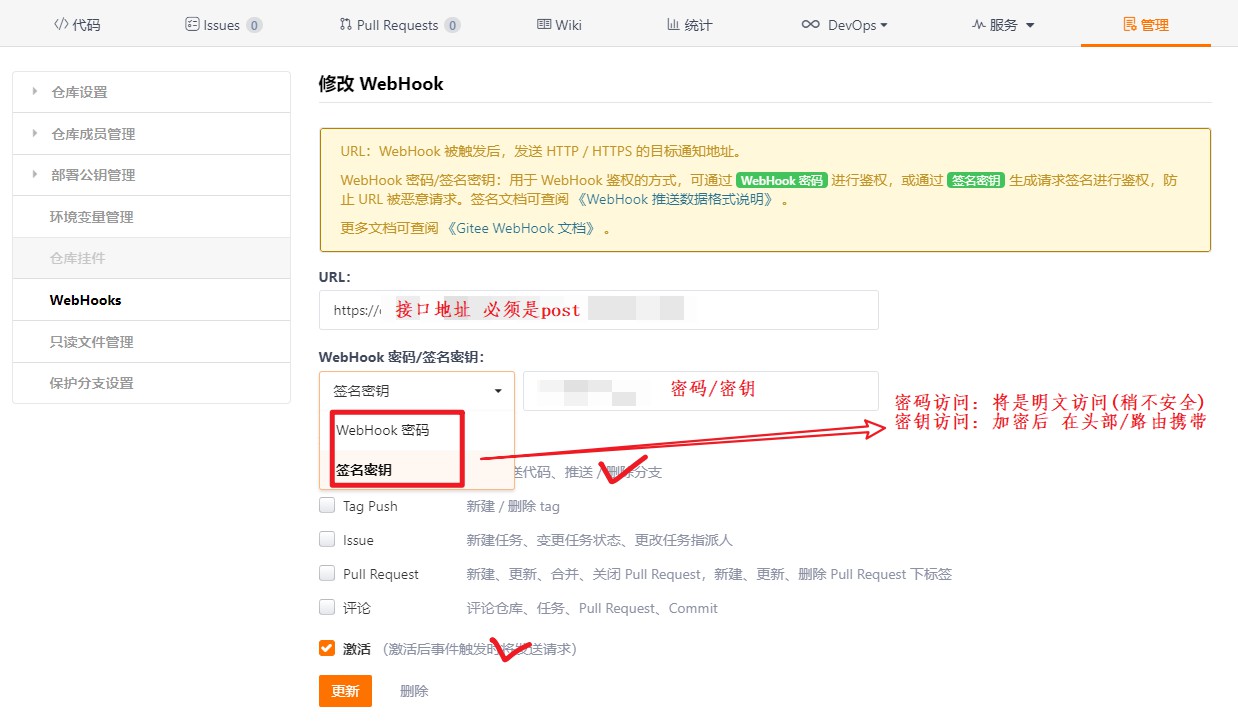 代码 Issues 0 Pull Requests 0 Wiki 统计 DevOps 服务 管理
仓库设置
仓库成员管理
部署公钥管理
环境变量管理
仓库挂件
WebHooks
只读文件管理
保护分支设置
修改 WebHook
URL：WebHook 被触发后，发送 HTTP / HTTPS 的目标通知地址。
WebHook 密码/签名密钥：用于 WebHook 鉴权的方式，可通过 WebHook 密码 进行鉴权，或通过 签名密钥 生成请求签名进行鉴权，防
止 URL 被恶意请求。签名文档可查阅 《WebHook 推送数据格式说明》 。
更多文档可查阅 《Gitee WebHook 文档》 。
URL：
https:// 接口地址 必须是post
WebHook 密码/签名密钥：
签名密钥 密码/密钥
WebHook 密码
签名密钥
密码访问：将是明文访问(稍不安全)
密钥访问：加密后 在头部/路由携带
送代码、推送 / 删除分支
Tag Push 新建 / 删除 tag
Issue 新建任务、变更任务状态、更改任务指派人
Pull Request 新建、更新、合并、关闭 Pull Request，新建、更新、删除 Pull Request 下标签
评论 评论仓库、任务、Pull Request、Commit
激活 （激活后事件触发时将发送请求）
更新 删除